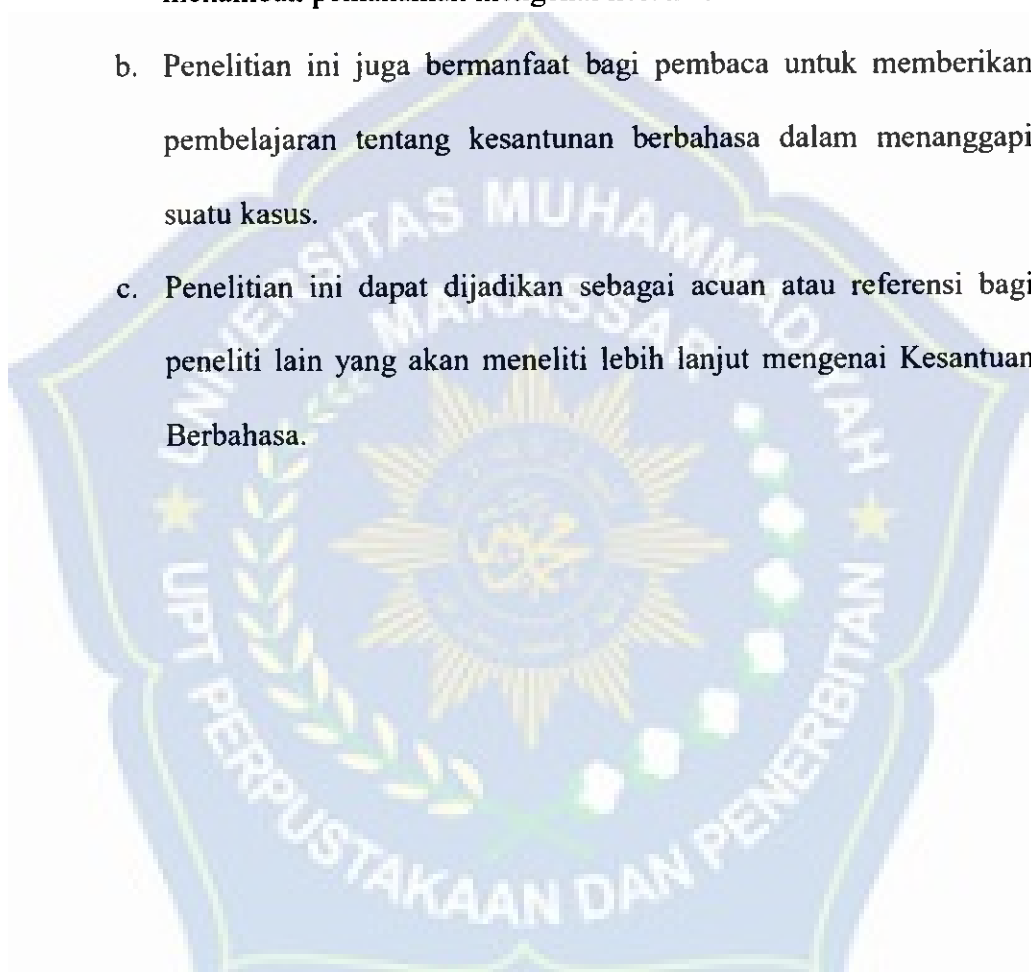 b. Penelitian ini juga bermanfaat bagi pembaca untuk memberikan
pembelajaran tentang kesantunan berbahasa dalam menanggapi
suatu kasus.
c. Penelitian ini dapat dijadikan sebagai acuan atau referensi bagi
peneliti lain yang akan meneliti lebih lanjut mengenai Kesantuan
Berbahasa.
UNIVERSITAS MUHAMMADIYAH
MAKASSAR
UPT PERPUSTAKAAN DAN PENERBITAN